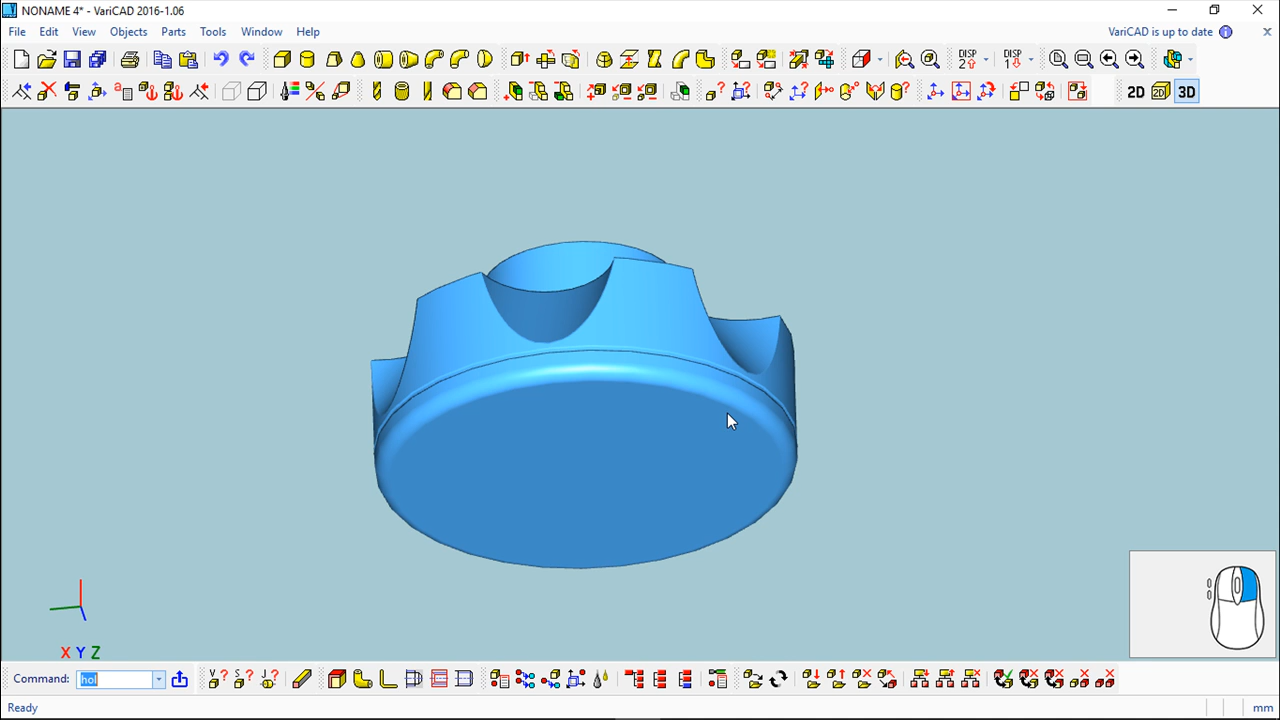 NONAME 4* - VariCAD 2016-1.06
File Edit View Objects Parts Tools Window Help
VariCAD is up to date
DISP 2 DISP 1
2D 2D 3D
X Y Z
Command: hol
Ready
mm